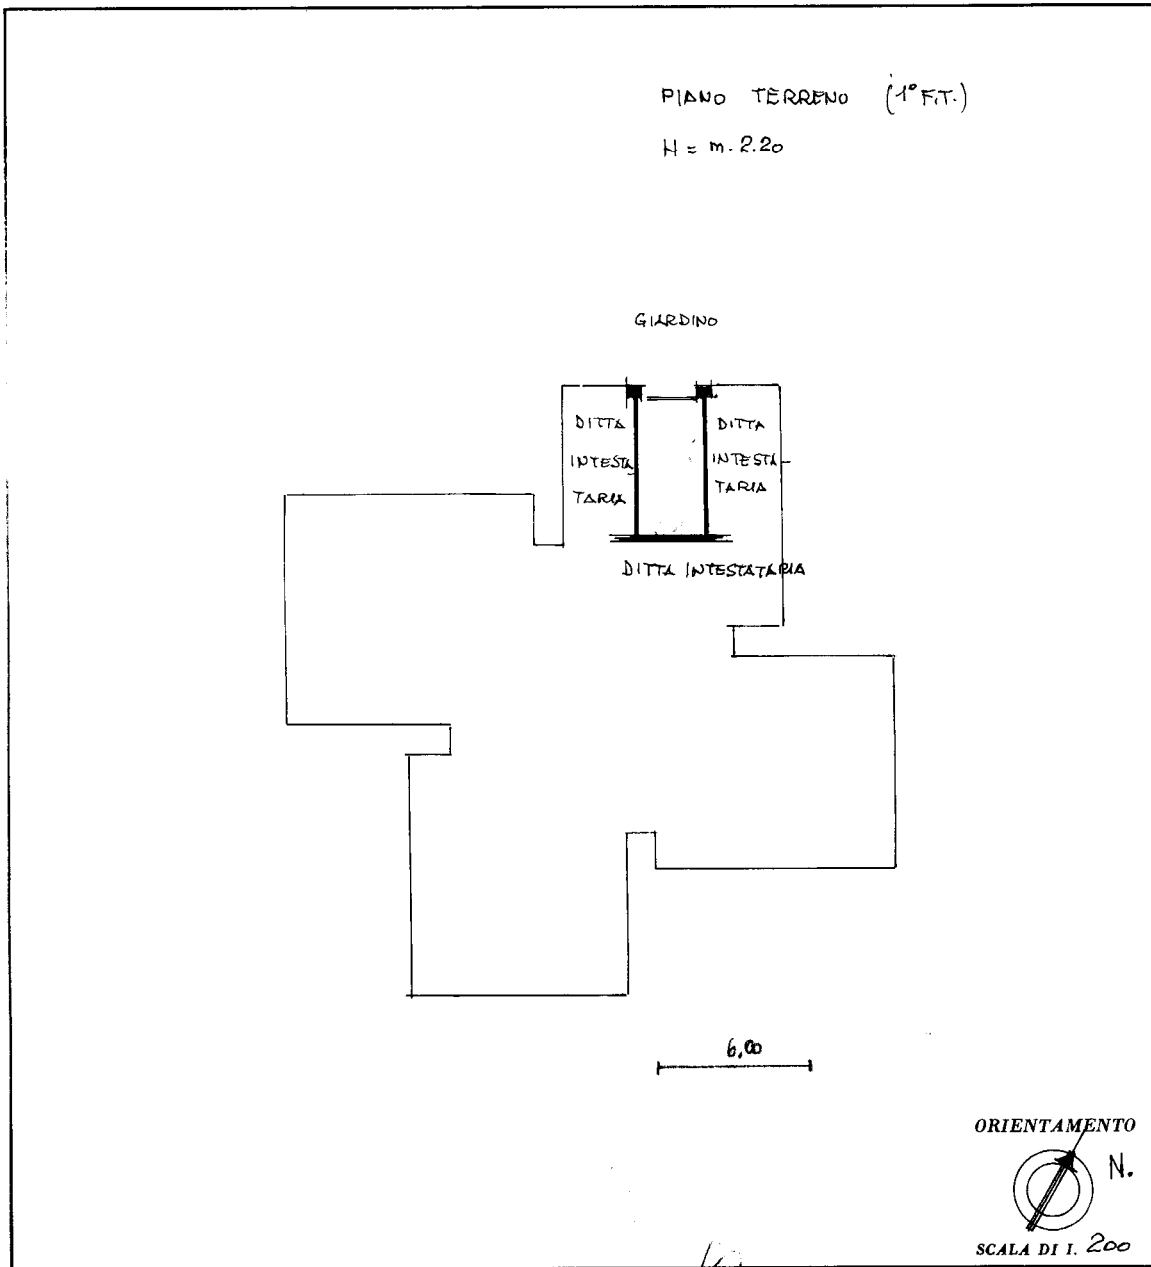 PIANO TERRENO (1° F.T.)
H = m. 2.20
GIARDINO
DITTA
INTESTA
TARIA
DITTA
INTESTA
TARIA
DITTA INTESTATARIA
6,00
ORIENTAMENTO
N.
SCALA DI 1. 200